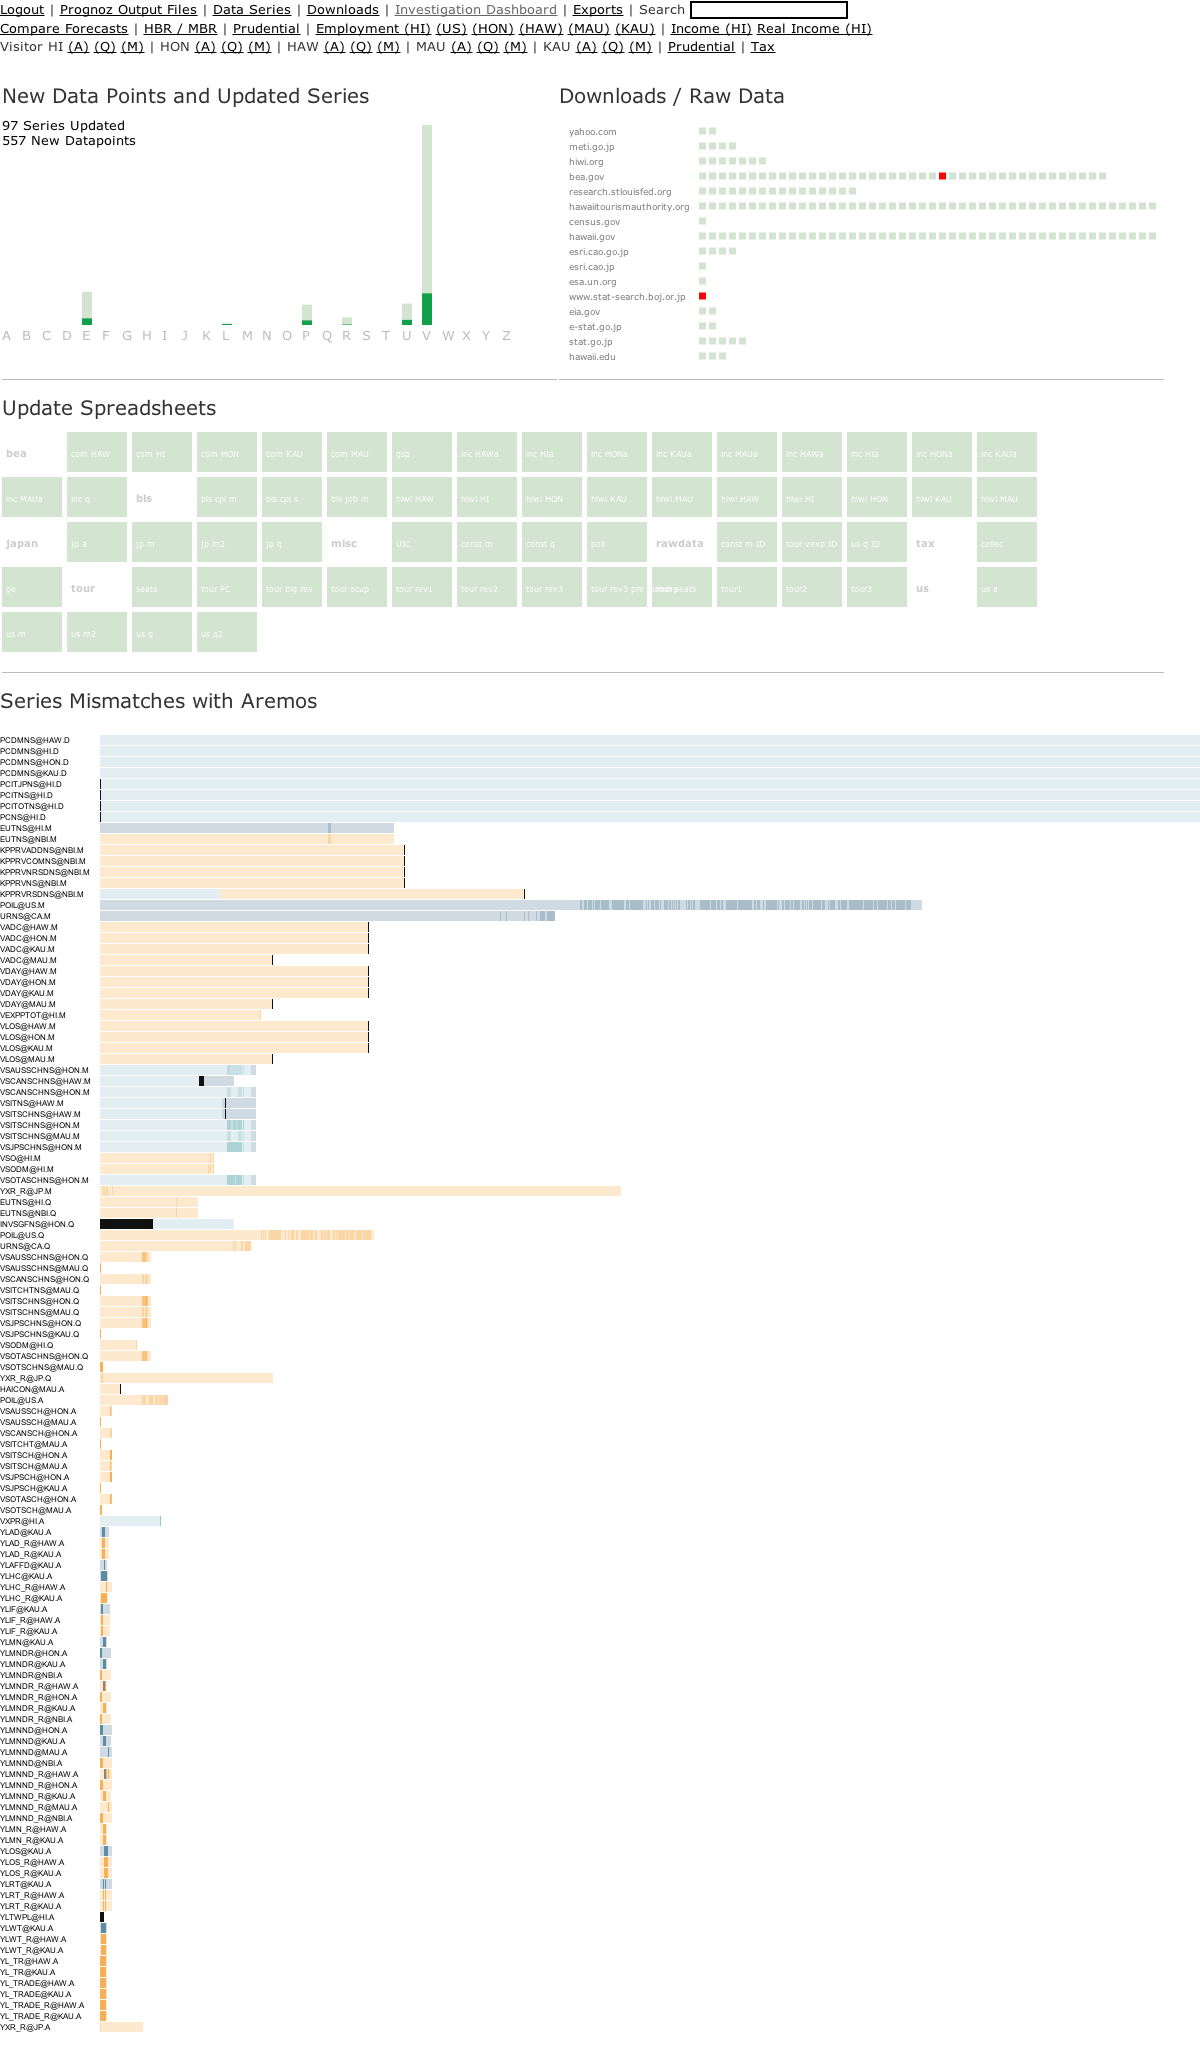 Logout | Prognoz Output Files | Data Series | Downloads | Investigation Dashboard | Exports | Search
Compare Forecasts | HBR / MBR | Prudential | Employment (HI) (US) (HON) (HAW) (MAU) (KAU) | Income (HI) Real Income (HI)
Visitor HI (A) (Q) (M) | HON (A) (Q) (M) | HAW (A) (Q) (M) | MAU (A) (Q) (M) | KAU (A) (Q) (M) | Prudential | Tax
New Data Points and Updated Series
97 Series Updated
557 New Datapoints
A B C D E F G H I J K L M N O P Q R S T U V W X Y Z
Downloads / Raw Data
yahoo.com
meti.go.jp
hiwi.org
bea.gov
research.stlouisfed.org
hawaiitourismauthority.org
census.gov
hawaii.gov
esri.cao.go.jp
esri.cao.jp
esa.un.org
www.stat-search.boj.or.jp
eia.gov
e-stat.go.jp
stat.go.jp
hawaii.edu
Update Spreadsheets
bea com HAW com HI com HON com KAU com MAU gsp inc HAWa inc HIa inc HONa inc KAUa inc MAUa inc HAWa inc HIa inc HONa inc KAUa
inc MAUa inc q bls bls cpi m bls cpi s bls job m hiwi HAW hiwi HI hiwi HON hiwi KAU hiwi MAU hiwi HAW hiwi HI hiwi HON hiwi KAU hiwi MAU
japan jp a jp m jp m2 jp q misc UIC const m const q poil rawdata const m ID tour vexp ID us q ID tax collec
ge tour seats tour PC tour big rev tour ocup tour rev1 tour rev2 tour rev3 tour rev3 pre tour seats tour1 tour2 tour3 us us a
us m us m2 us q us q2
Series Mismatches with Aremos
PCDMNS@HAW.D
PCDMNS@HI.D
PCDMNS@HON.D
PCDMNS@KAU.D
PCITJPNS@HI.D
PCITNS@HI.D
PCITOTNS@HI.D
PCNS@HI.D
EUTNS@HI.M
EUTNS@NBI.M
KPPRVADDNS@NBI.M
KPPRVCOMNS@NBI.M
KPPRVNRSDNS@NBI.M
KPPRVNS@NBI.M
KPPRVRSDNS@NBI.M
POIL@US.M
URNS@CA.M
VADC@HAW.M
VADC@HON.M
VADC@KAU.M
VADC@MAU.M
VDAY@HAW.M
VDAY@HON.M
VDAY@KAU.M
VDAY@MAU.M
VEXPPTOT@HI.M
VLOS@HAW.M
VLOS@HON.M
VLOS@KAU.M
VLOS@MAU.M
VSAUSSCHNS@HON.M
VSCANSCHNS@HAW.M
VSCANSCHNS@HON.M
VSITNS@HAW.M
VSITSCHNS@HAW.M
VSITSCHNS@HON.M
VSITSCHNS@MAU.M
VSJPSCHNS@HON.M
VSO@HI.M
VSODM@HI.M
VSOTASCHNS@HON.M
YXR_R@JP.M
EUTNS@HI.Q
EUTNS@NBI.Q
INVSGFNS@HON.Q
POIL@US.Q
URNS@CA.Q
VSAUSSCHNS@HON.Q
VSAUSSCHNS@MAU.Q
VSCANSCHNS@HON.Q
VSITCHTNS@MAU.Q
VSITSCHNS@HON.Q
VSITSCHNS@MAU.Q
VSJPSCHNS@HON.Q
VSJPSCHNS@KAU.Q
VSODM@HI.Q
VSOTASCHNS@HON.Q
VSOTSCHNS@MAU.Q
YXR_R@JP.Q
HAICON@MAU.A
POIL@US.A
VSAUSSCH@HON.A
VSAUSSCH@MAU.A
VSCANSCH@HON.A
VSITCHT@MAU.A
VSITSCH@HON.A
VSITSCH@MAU.A
VSJPSCH@HON.A
VSJPSCH@KAU.A
VSOTASCH@HON.A
VSOTSCH@MAU.A
VXPR@HI.A
YLAD@KAU.A
YLAD_R@HAW.A
YLAD_R@KAU.A
YLAFFD@KAU.A
YLHC@KAU.A
YLHC_R@HAW.A
YLHC_R@KAU.A
YLIF@KAU.A
YLIF_R@HAW.A
YLIF_R@KAU.A
YLMN@KAU.A
YLMNDR@HON.A
YLMNDR@KAU.A
YLMNDR@NBI.A
YLMNDR_R@HAW.A
YLMNDR_R@HON.A
YLMNDR_R@KAU.A
YLMNDR_R@NBI.A
YLMNND@HON.A
YLMNND@KAU.A
YLMNND@MAU.A
YLMNND@NBI.A
YLMNND_R@HAW.A
YLMNND_R@HON.A
YLMNND_R@KAU.A
YLMNND_R@MAU.A
YLMNND_R@NBI.A
YLMN_R@HAW.A
YLMN_R@KAU.A
YLOS@KAU.A
YLOS_R@HAW.A
YLOS_R@KAU.A
YLRT@KAU.A
YLRT_R@HAW.A
YLRT_R@KAU.A
YLTWPL@HI.A
YLWT@KAU.A
YLWT_R@HAW.A
YLWT_R@KAU.A
YL_TR@HAW.A
YL_TR@KAU.A
YL_TRADE@HAW.A
YL_TRADE@KAU.A
YL_TRADE_R@HAW.A
YL_TRADE_R@KAU.A
YXR_R@JP.A